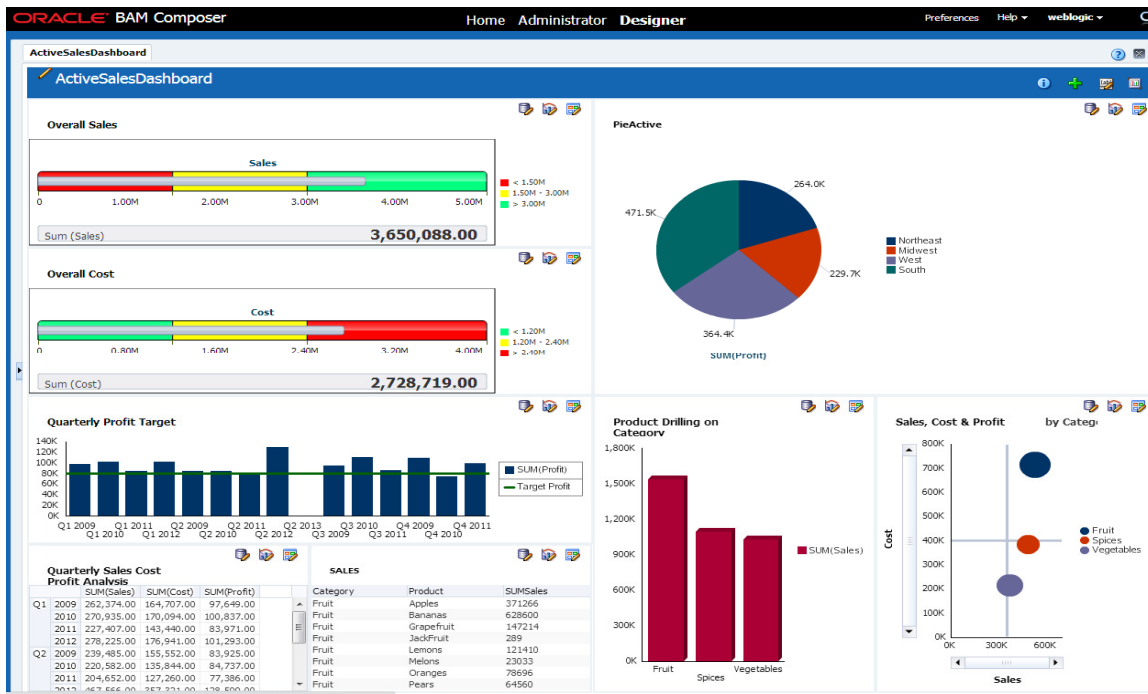 ORACLE BAM Composer
Home Administrator Designer
Preferences Help weblogic
ActiveSalesDashboard
ActiveSalesDashboard
Overall Sales
Sales
0 1.00M 2.00M 3.00M 4.00M 5.00M
< 1.50M
1.50M - 3.00M
> 3.00M
Sum (Sales) 3,650,088.00
Overall Cost
Cost
0 0.80M 1.60M 2.40M 3.20M 4.00M
< 1.20M
1.20M - 2.40M
> 2.40M
Sum (Cost) 2,728,719.00
PieActive
264.0K
471.5K
229.7K
364.4K
SUM(Profit)
Northeast
Midwest
West
South
Quarterly Profit Target
140K
120K
100K
80K
60K
40K
20K
0K
Q1 2009 Q1 2011 Q2 2009 Q2 2011 Q2 2013 Q3 2010 Q4 2009 Q4 2011
Q1 2010 Q1 2012 Q2 2010 Q2 2012 Q3 2009 Q3 2011 Q4 2010
SUM(Profit)
Target Profit
Product Drilling on
Category
1,800K
1,500K
1,200K
900K
600K
300K
0K
Fruit Vegetables
Spices
SUM(Sales)
Sales, Cost & Profit by Catego
800K
700K
600K
500K
400K
300K
200K
100K
0K
0K 300K 600K
Cost
Sales
Fruit
Spices
Vegetables
Quarterly Sales Cost
Profit Analysis
SUM(Sales) SUM(Cost) SUM(Profit)
Q1 2009 262,374.00 164,707.00 97,649.00
2010 270,935.00 170,094.00 100,837.00
2011 227,407.00 143,440.00 83,971.00
2012 278,225.00 176,941.00 101,293.00
Q2 2009 239,485.00 155,552.00 83,925.00
2010 220,582.00 135,844.00 84,737.00
2011 204,652.00 127,260.00 77,386.00
2012 467,566.00 357,321.00 128,500.00
SALES
Category Product SUMSales
Fruit Apples 371266
Fruit Bananas 628600
Fruit Grapefruit 147214
Fruit JackFruit 289
Fruit Lemons 121410
Fruit Melons 23033
Fruit Oranges 78696
Fruit Pears 64560